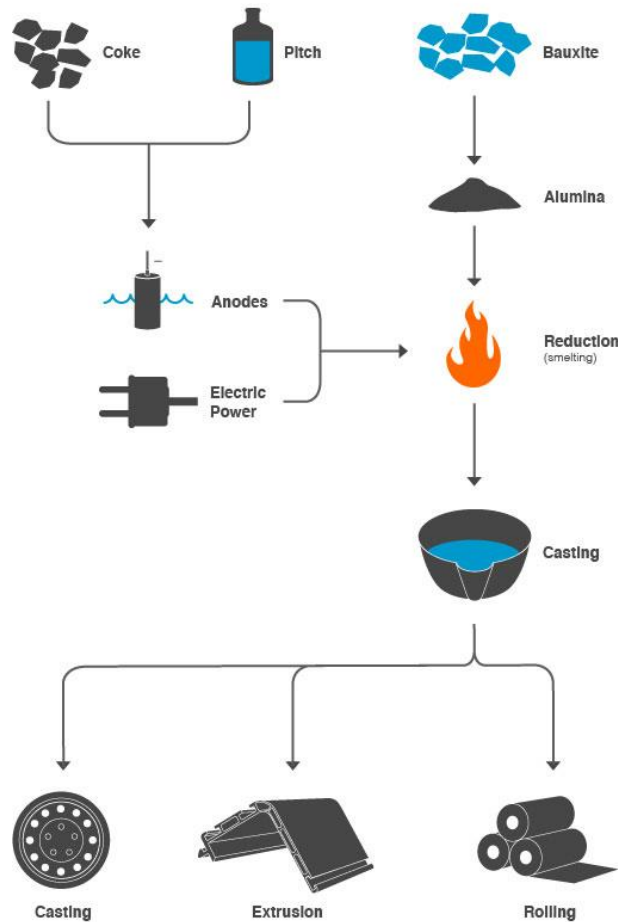 Coke
Pitch
Bauxite
Alumina
Anodes
Reduction
(smelting)
Electric
Power
Casting
Casting
Extrusion
Rolling